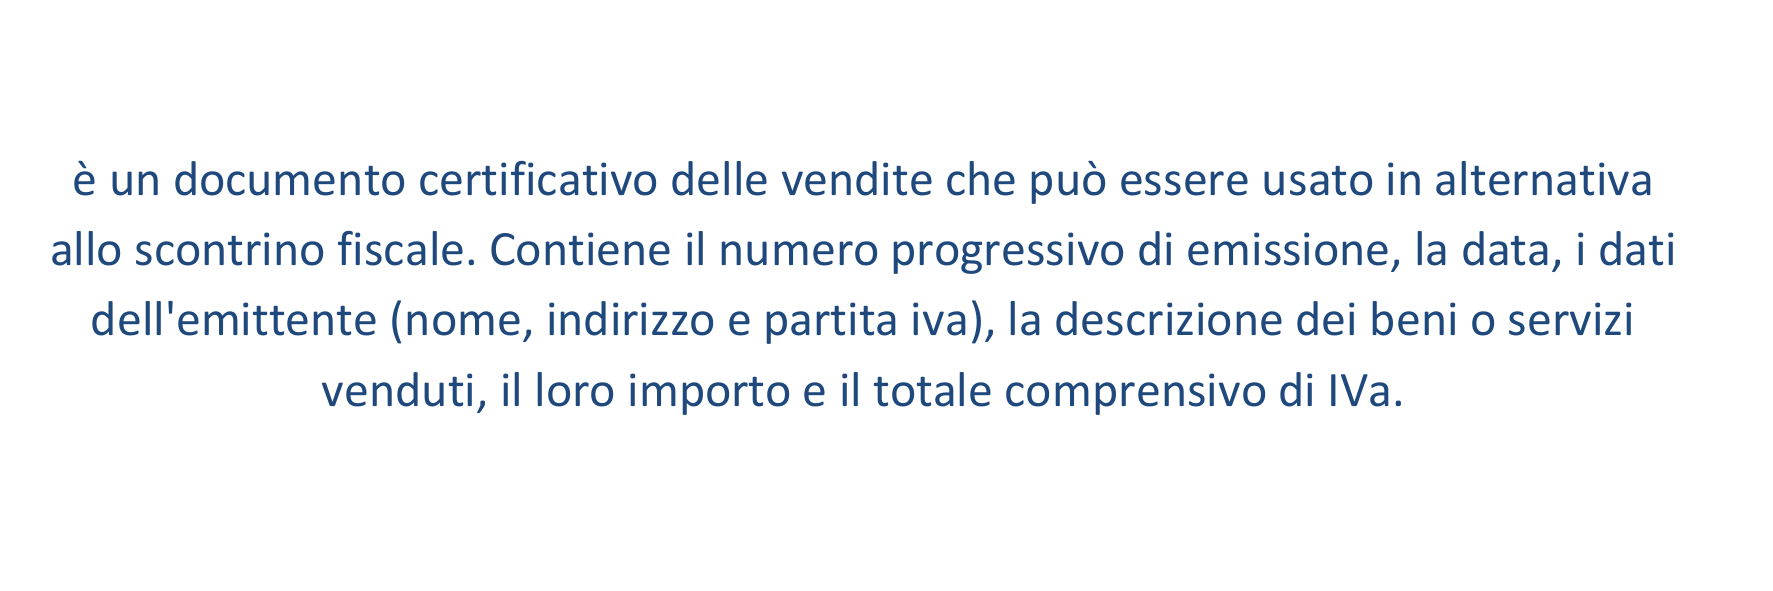 è un documento certificativo delle vendite che può essere usato in alternativa
allo scontrino fiscale. Contiene il numero progressivo di emissione, la data, i dati
dell'emittente (nome, indirizzo e partita iva), la descrizione dei beni o servizi
venduti, il loro importo e il totale comprensivo di IVa.